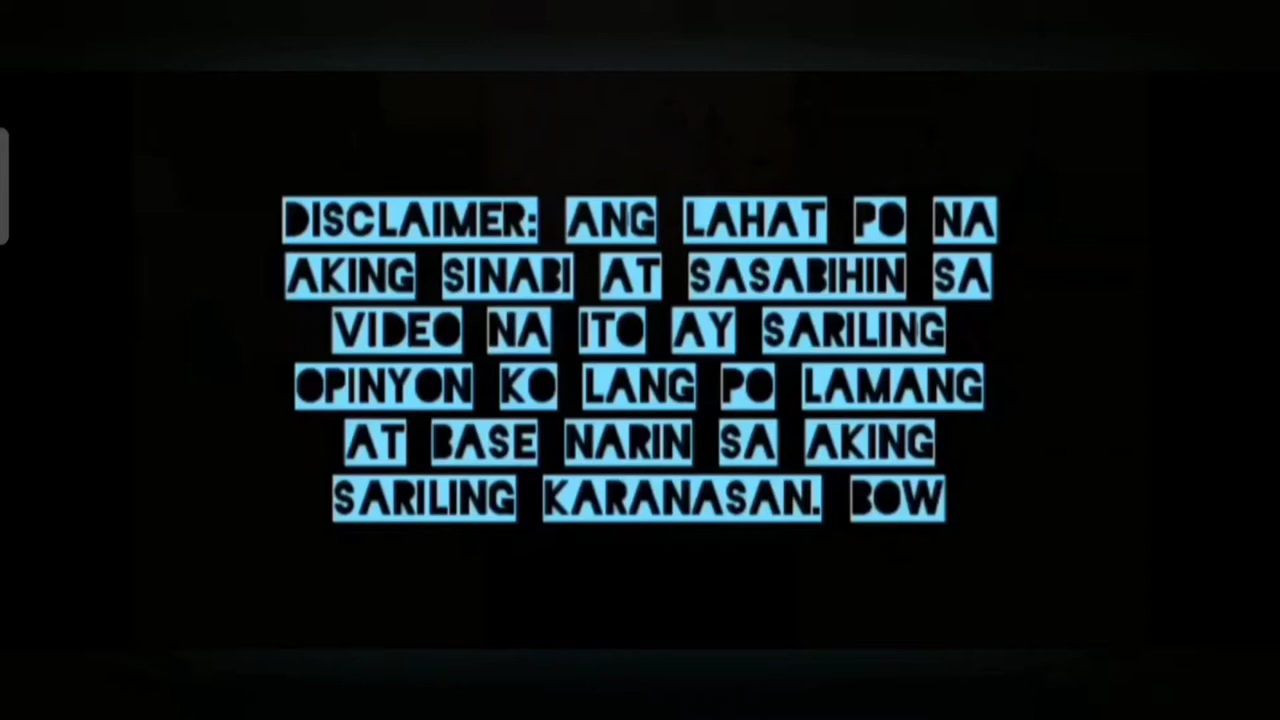 DISCLAIMER: ANG LAHAT PO NA
AKING SINABI AT SASABIHIN SA
VIDEO NA ITO AY SARILING
OPINYON KO LANG PO LAMANG
AT BASE NARIN SA AKING
SARILING KARANASAN. BOW